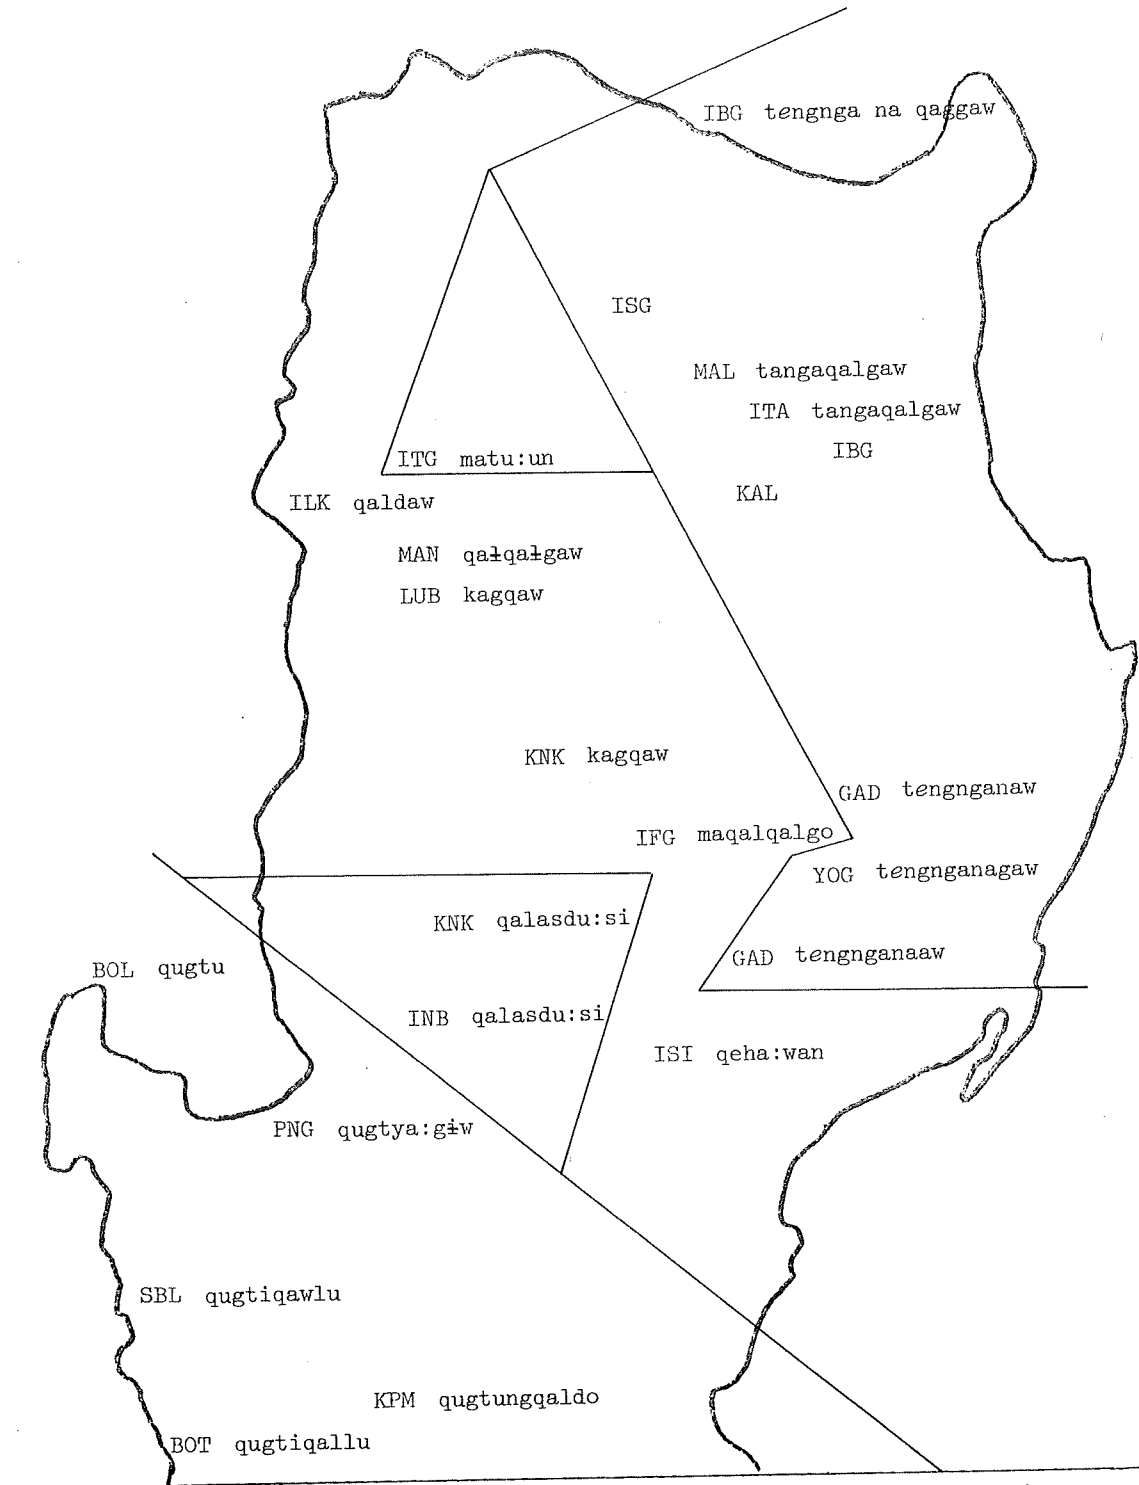 IBG tengnga na qaggaw
ISG
MAL tangaqalgaw
ITA tangaqalgaw
IBG
ITG matu:un
KAL
ILK qaldaw
MAN qaɫqaɫgaw
LUB kagqaw
KNK kagqaw
GAD tengnganaw
IFG maqalqalgo
YOG tengnganagaw
KNK qalasdu:si
GAD tengnganaaw
BOL qugtu
INB qalasdu:si
ISI qeha:wan
PNG qugtya:gɨw
SBL qugtiqawlu
KPM qugtungqaldo
BOT qugtiqallu